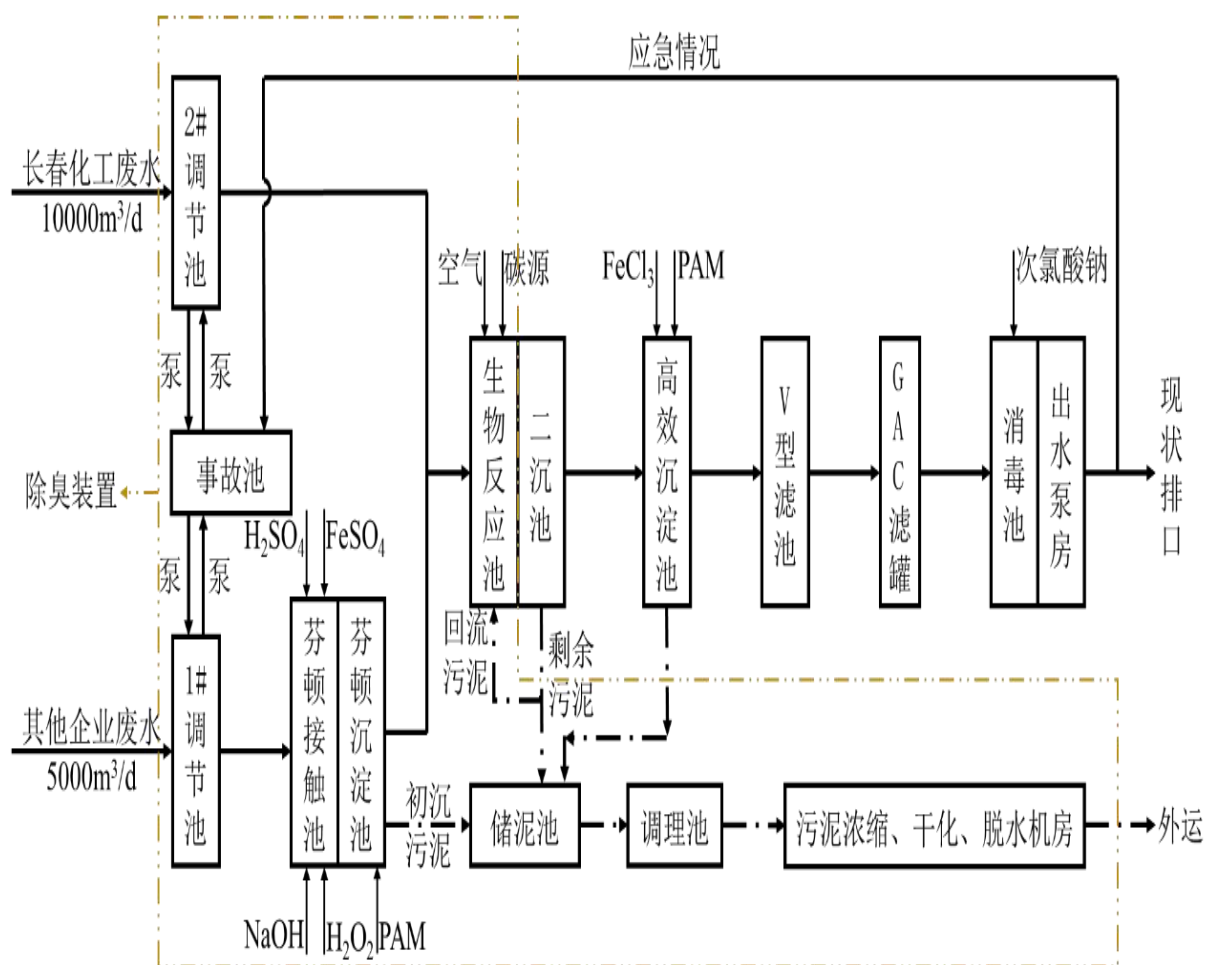 应急情况
2#调节池
长春化工废水
10000m³/d
空气
碳源
FeCl₃
PAM
次氯酸钠
泵
泵
生物反应池
二沉池
高效沉淀池
V型滤池
GAC滤罐
消毒池
出水泵房
现状排口
事故池
除臭装置
H₂SO₄
FeSO₄
泵
泵
回流
污泥
剩余
污泥
1#调节池
芬顿接触池
芬顿沉淀池
其他企业废水
5000m³/d
初沉
污泥
储泥池
调理池
污泥浓缩、干化、脱水机房
外运
NaOH
H₂O₂
PAM